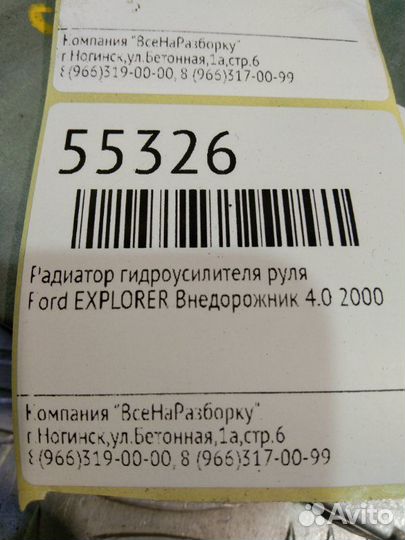 Компания "ВсеНаРазборку"
г.Ногинск,ул.Бетонная,1а,стр.6
8(966)319-00-00, 8 (966)317-00-99
55326
Радиатор гидроусилителя руля
Ford EXPLORER Внедорожник 4.0 2000
Компания "ВсеНаРазборку"
г.Ногинск,ул.Бетонная,1а,стр.6
8(966)319-00-00, 8 (966)317-00-99
Avito